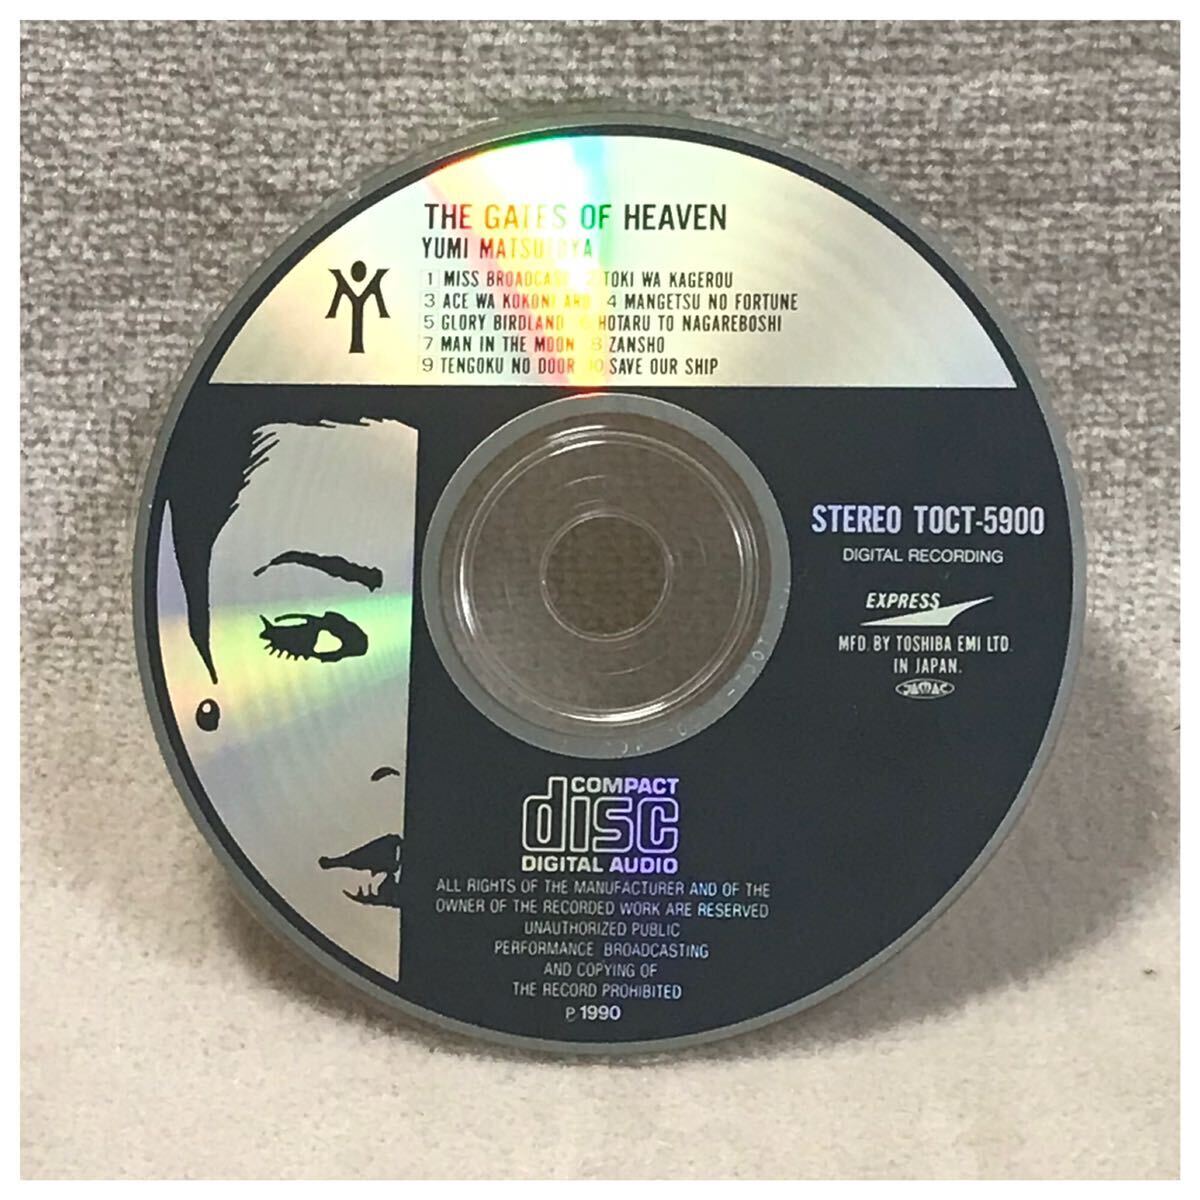 THE GATES OF HEAVEN
YUMI MATSUTOYA
1 MISS BROADCAST 2 TOKI WA KAGEROU
3 ACE WA KOKONI ARU 4 MANGETSU NO FORTUNE
5 GLORY BIRDLAND 6 HOTARU TO NAGAREBOSHI
7 MAN IN THE MOON 8 ZANSHO
9 TENGOKU NO DOOR 10 SAVE OUR SHIP
STEREO TOCT-5900
DIGITAL RECORDING
EXPRESS
MFD. BY TOSHIBA EMI LTD.
IN JAPAN.
JAMAC
COMPACT
disc
DIGITAL AUDIO
ALL RIGHTS OF THE MANUFACTURER AND OF THE
OWNER OF THE RECORDED WORK ARE RESERVED
UNAUTHORIZED PUBLIC
PERFORMANCE BROADCASTING
AND COPYING OF
THE RECORD PROHIBITED
℗ 1990